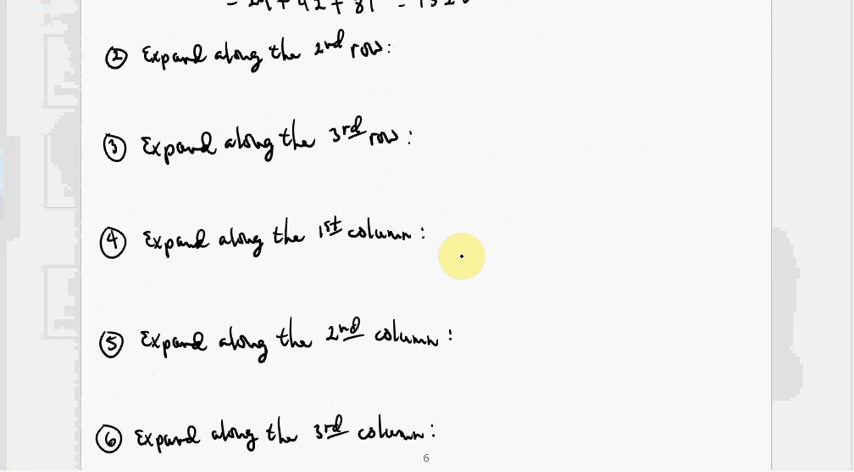 ② Expand along the 2nd row:
③ Expand along the 3rd row:
④ Expand along the 1st column:
⑤ Expand along the 2nd column:
⑥ Expand along the 3rd column:
6